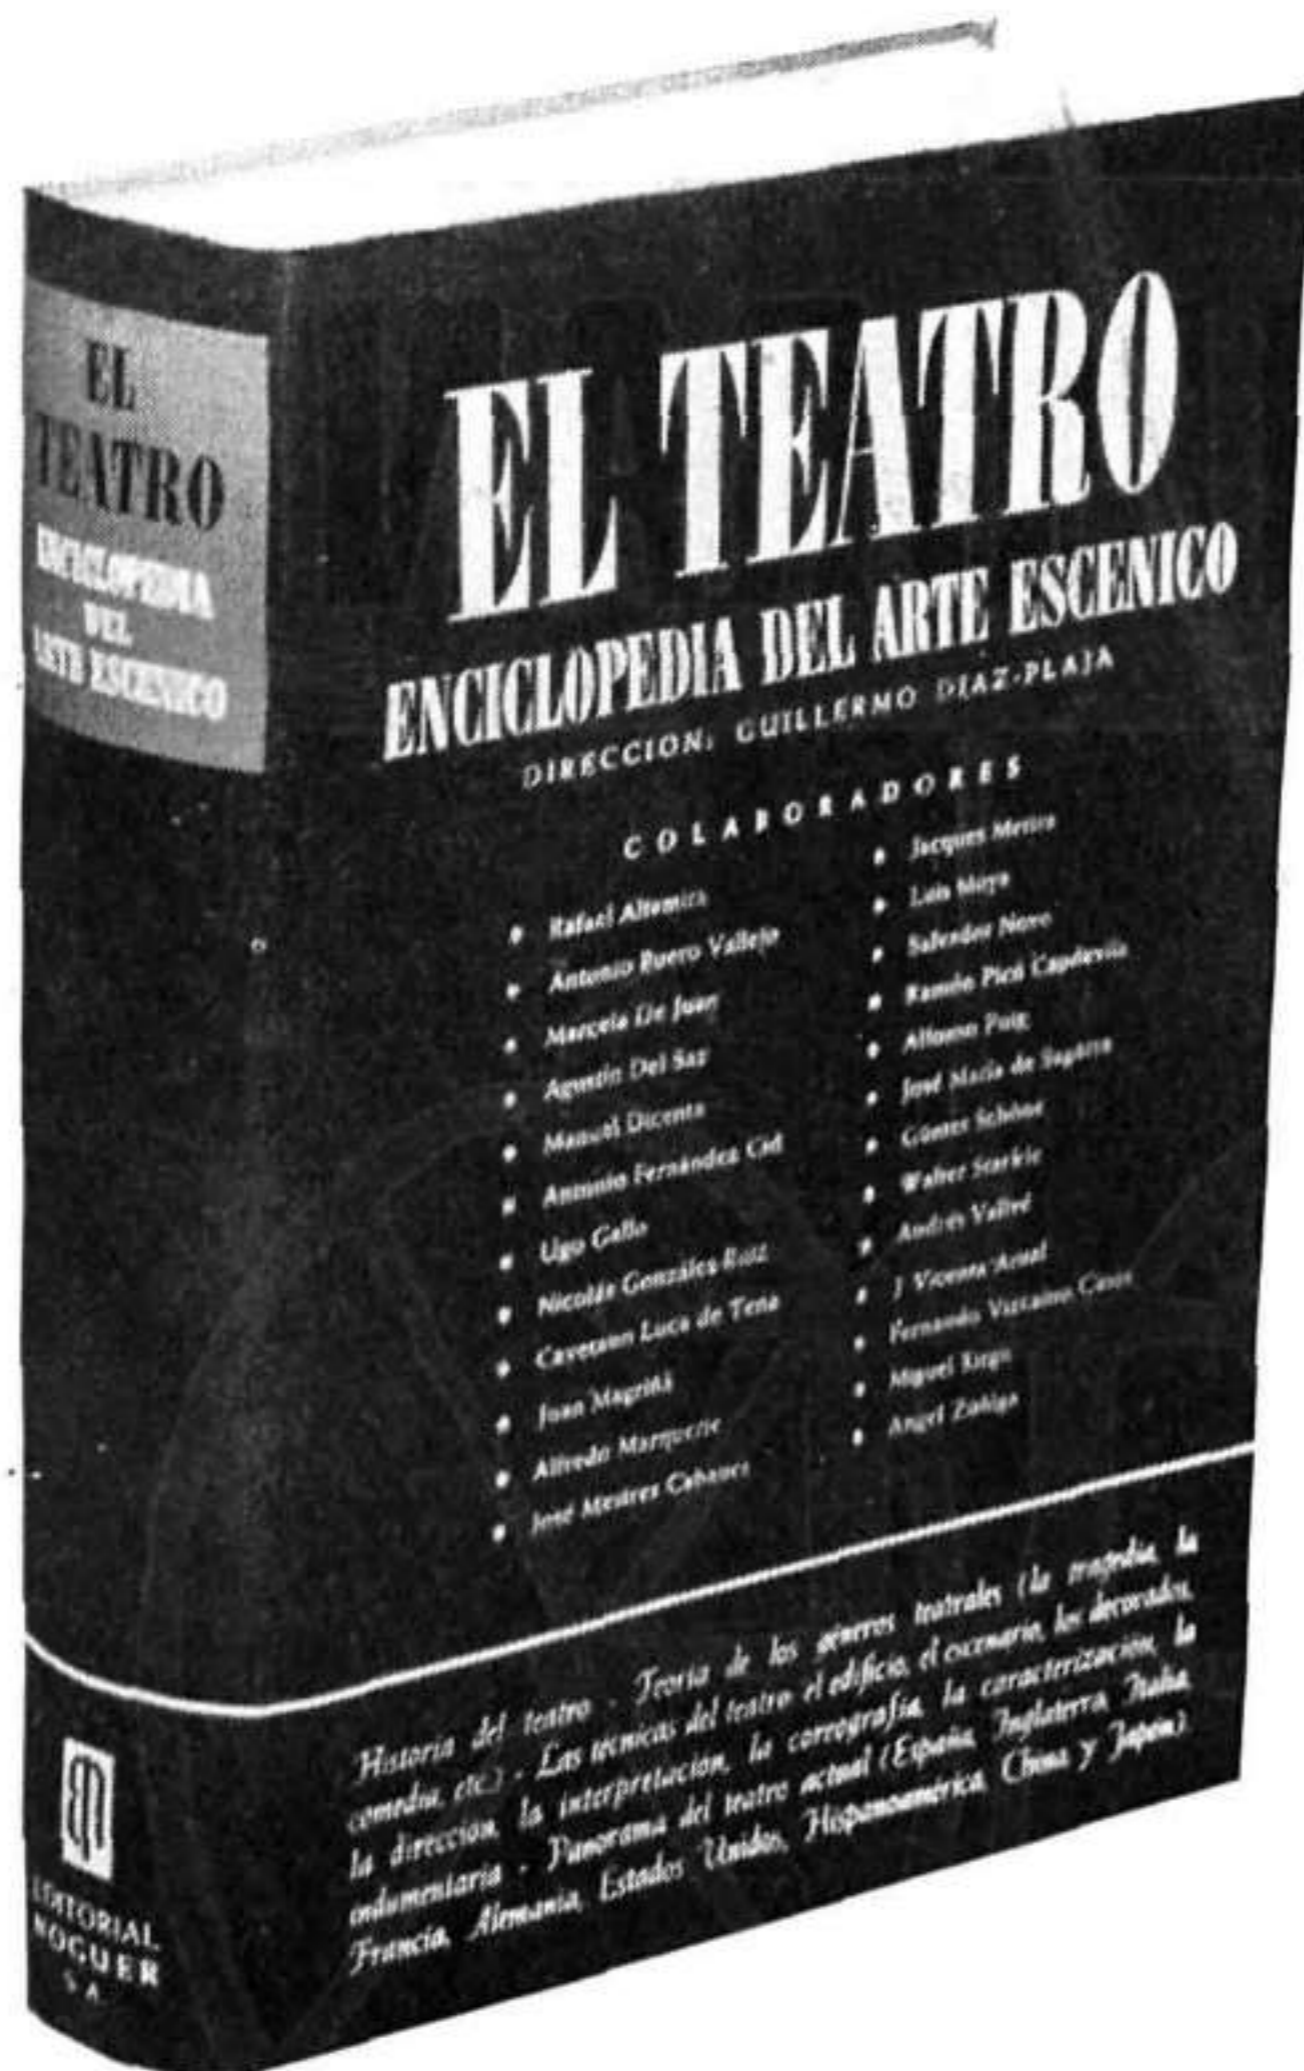 EL
TEATRO
ENCICLOPEDIA
DEL
ARTE ESCENICO
EDITORIAL
NOGUER
S A
EL TEATRO
ENCICLOPEDIA DEL ARTE ESCENICO
DIRECCION: GUILLERMO DIAZ-PLAJA
COLABORADORES
Rafael Altamira
Antonio Buero Vallejo
Marcela De Juan
Agustín Del Saz
Manuel Dicenta
Antonio Fernández Cid
Ugo Gallo
Nicolás González Ruiz
Cayetano Luca de Tena
Juan Magriñá
Alfredo Marquerie
José Mestres Cabanes
Jacques
Luis Moya
Salvador Novo
Ramón Picó Capdevila
Alfonso Puig
José María de Sagarra
Günter Schöne
Walter Starkie
Andrés Vallvé
J. Vicente Arnal
Fernando Vizcaíno Casas
Miguel Xirgu
Angel Zúñiga
Historia del teatro - Teoría de los géneros teatrales (la tragedia, la
comedia, etc.) - Las técnicas del teatro: el edificio, el escenario, los decorados,
la dirección, la interpretación, la coreografía, la caracterización, la
indumentaria - Panorama del teatro actual (España, Inglaterra, Italia,
Francia, Alemania, Estados Unidos, Hispanoamérica, China y Japón).